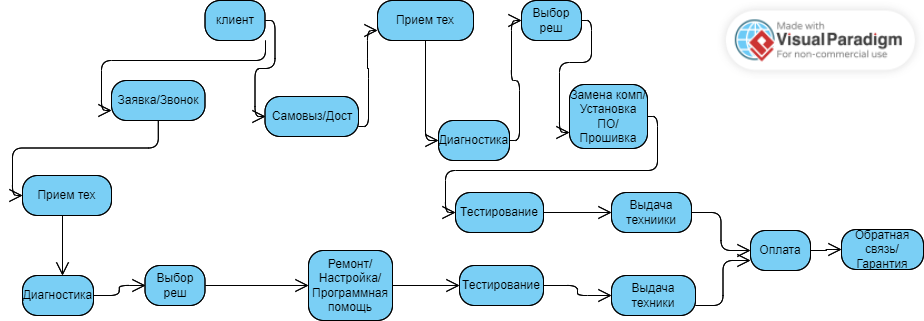 клиент
Прием тех
Выбор
реш
Made with
Visual Paradigm
For non-commercial use
Заявка/Звонок
Самовыз/Дост
Замена комп/
Установка
ПО/
Прошивка
Диагностика
Прием тех
Тестирование
Выдача
техниики
Оплата
Обратная
связь/
Гарантия
Диагностика
Выбор
реш
Ремонт/
Настройка/
Программная
помощь
Тестирование
Выдача
техники